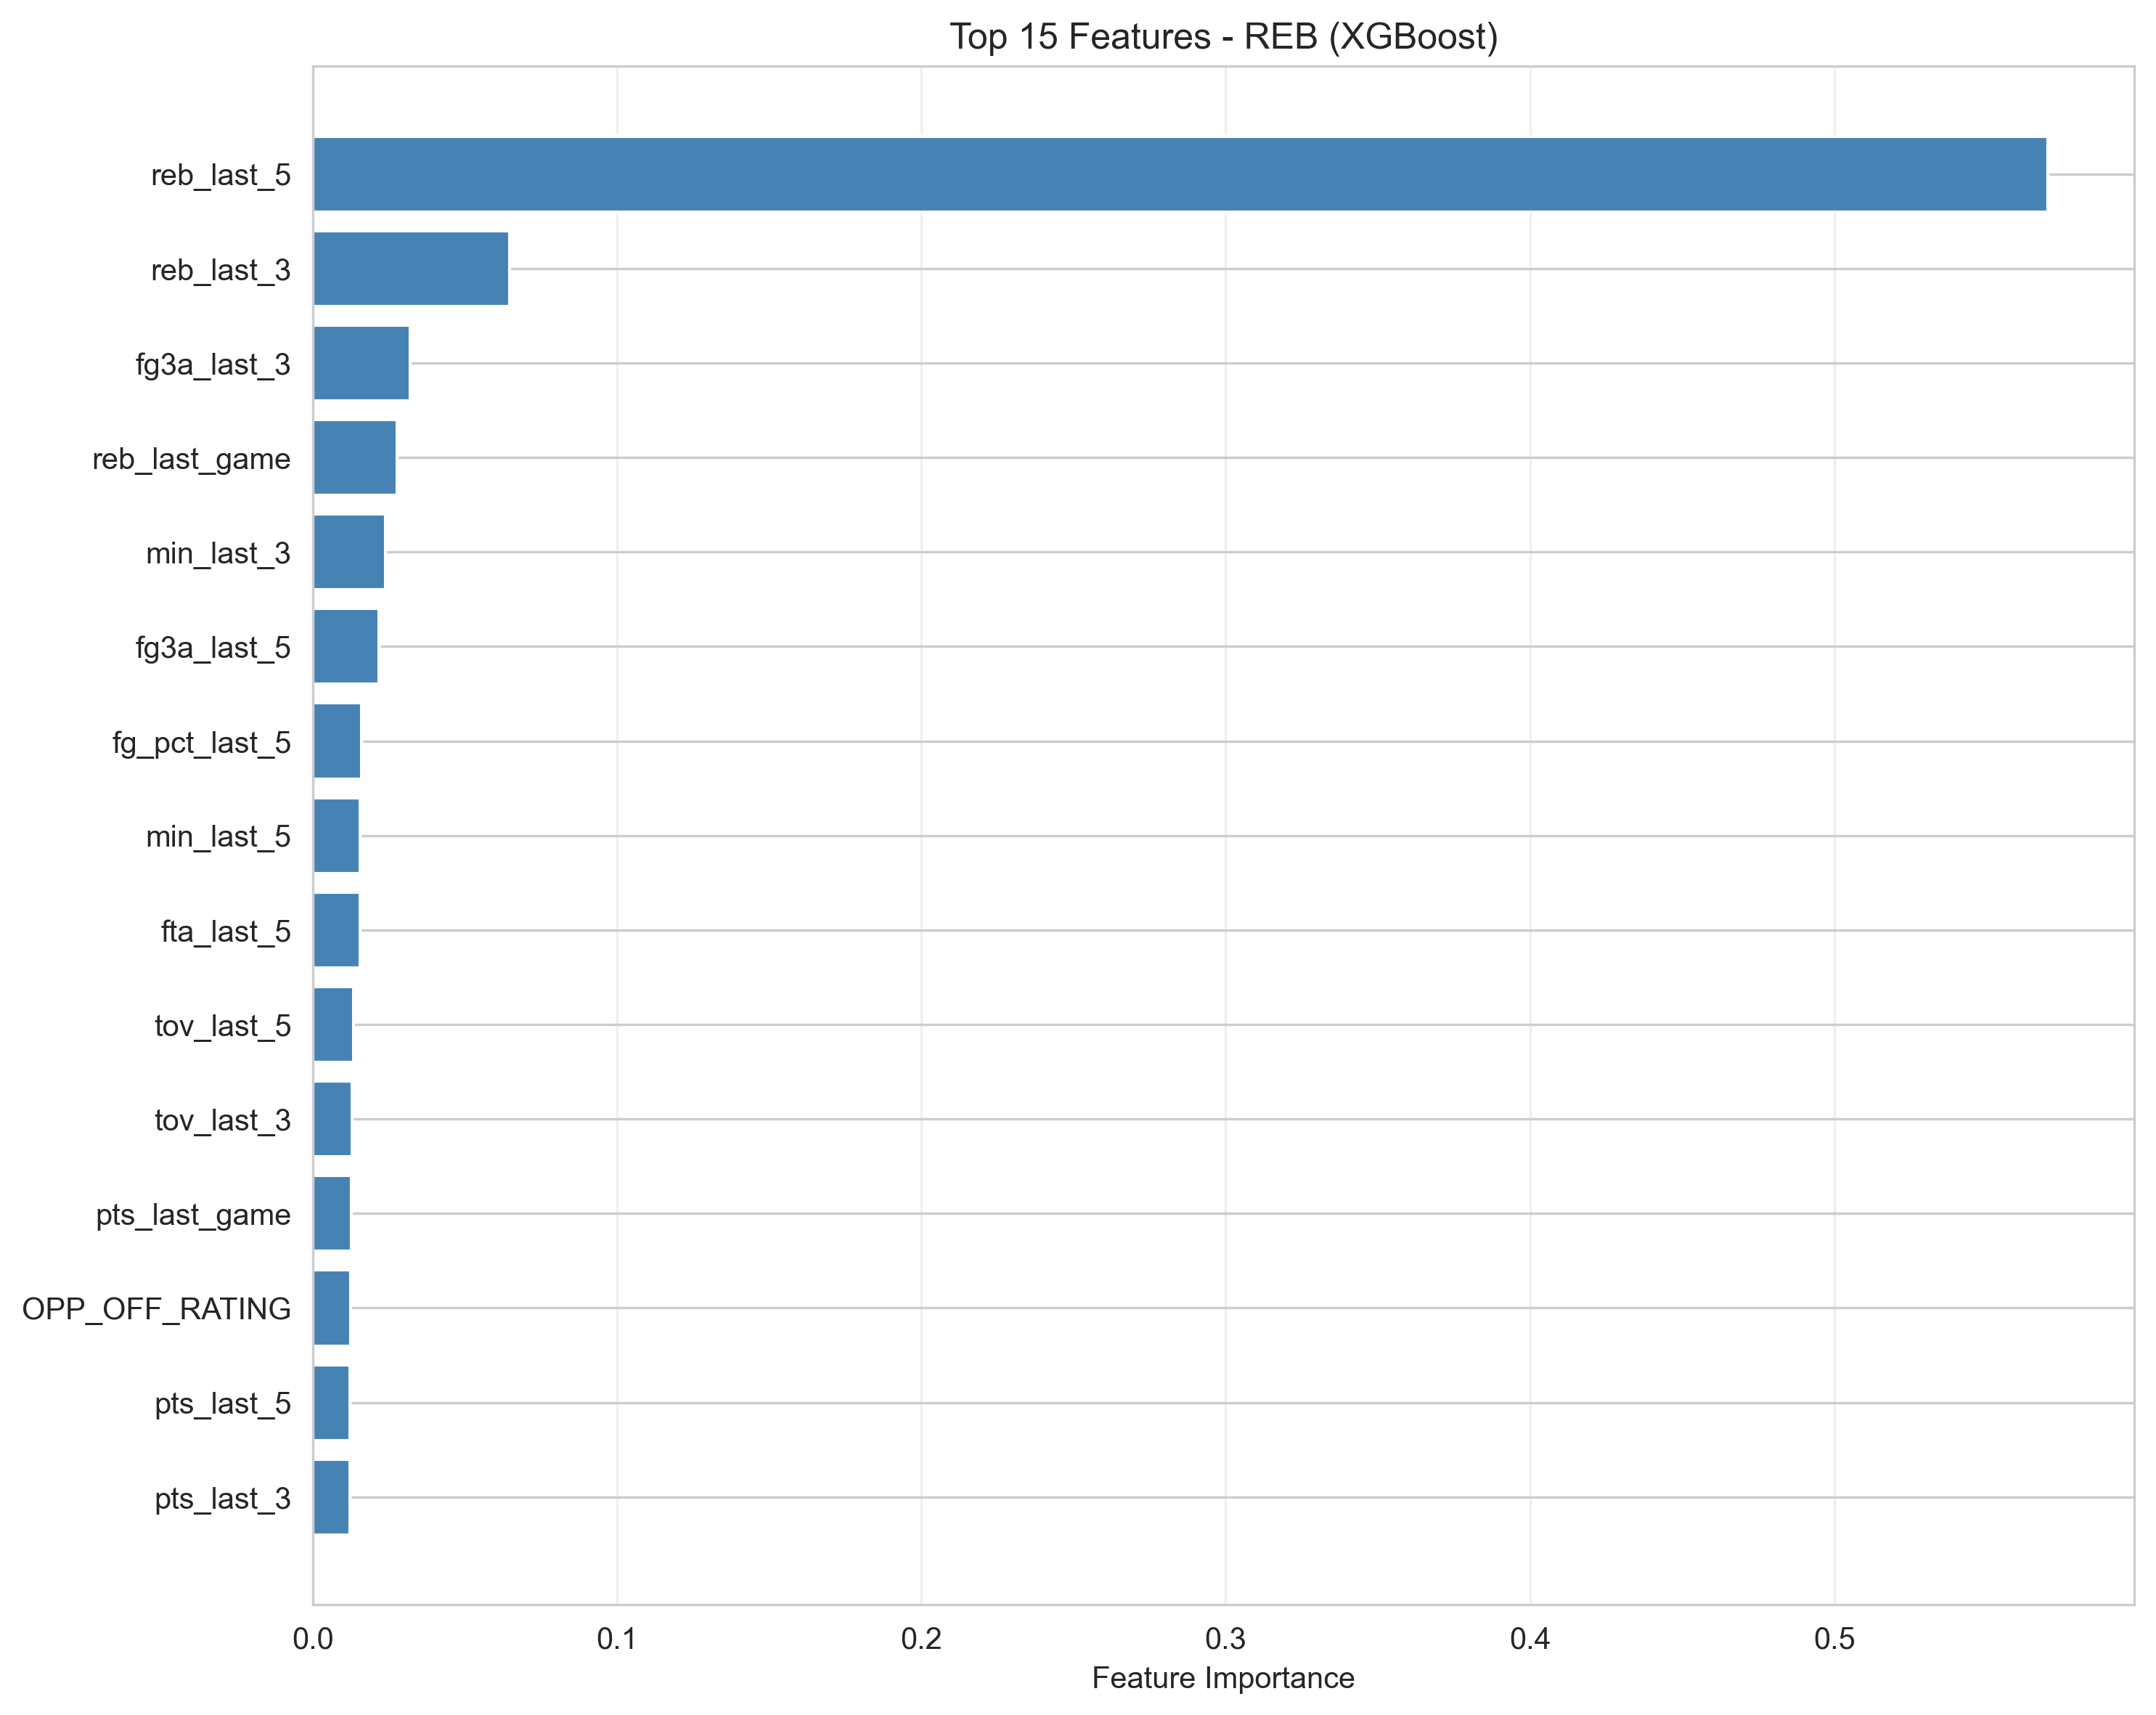 Top 15 Features - REB (XGBoost)
reb_last_5
reb_last_3
fg3a_last_3
reb_last_game
min_last_3
fg3a_last_5
fg_pct_last_5
min_last_5
fta_last_5
tov_last_5
tov_last_3
pts_last_game
OPP_OFF_RATING
pts_last_5
pts_last_3
0.0 0.1 0.2 0.3 0.4 0.5
Feature Importance